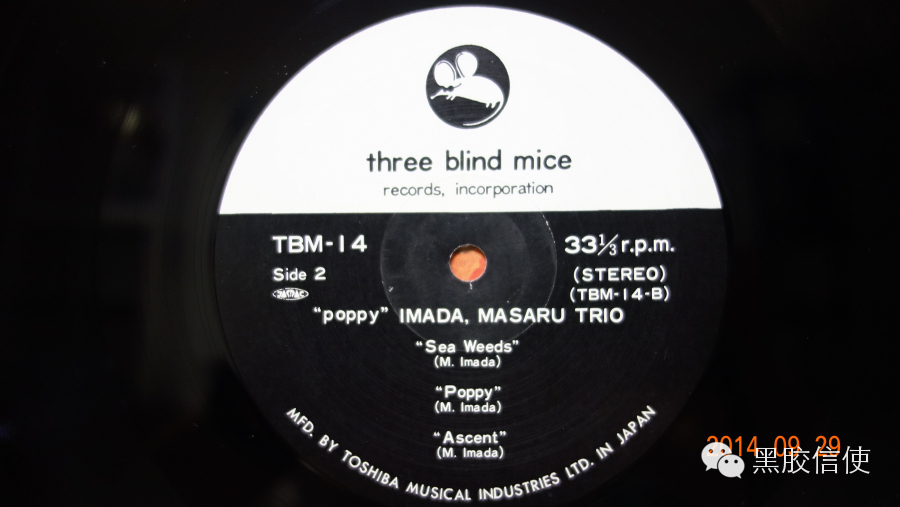 three blind mice
records, incorporation
TBM-14
33⅓ r.p.m.
Side 2
(STEREO)
(TBM-14-B)
"poppy" IMADA, MASARU TRIO
"Sea Weeds"
(M. Imada)
"Poppy"
(M. Imada)
"Ascent"
(M. Imada)
MFD. BY TOSHIBA MUSICAL INDUSTRIES LTD. IN JAPAN
2014 09 29
黑胶信使